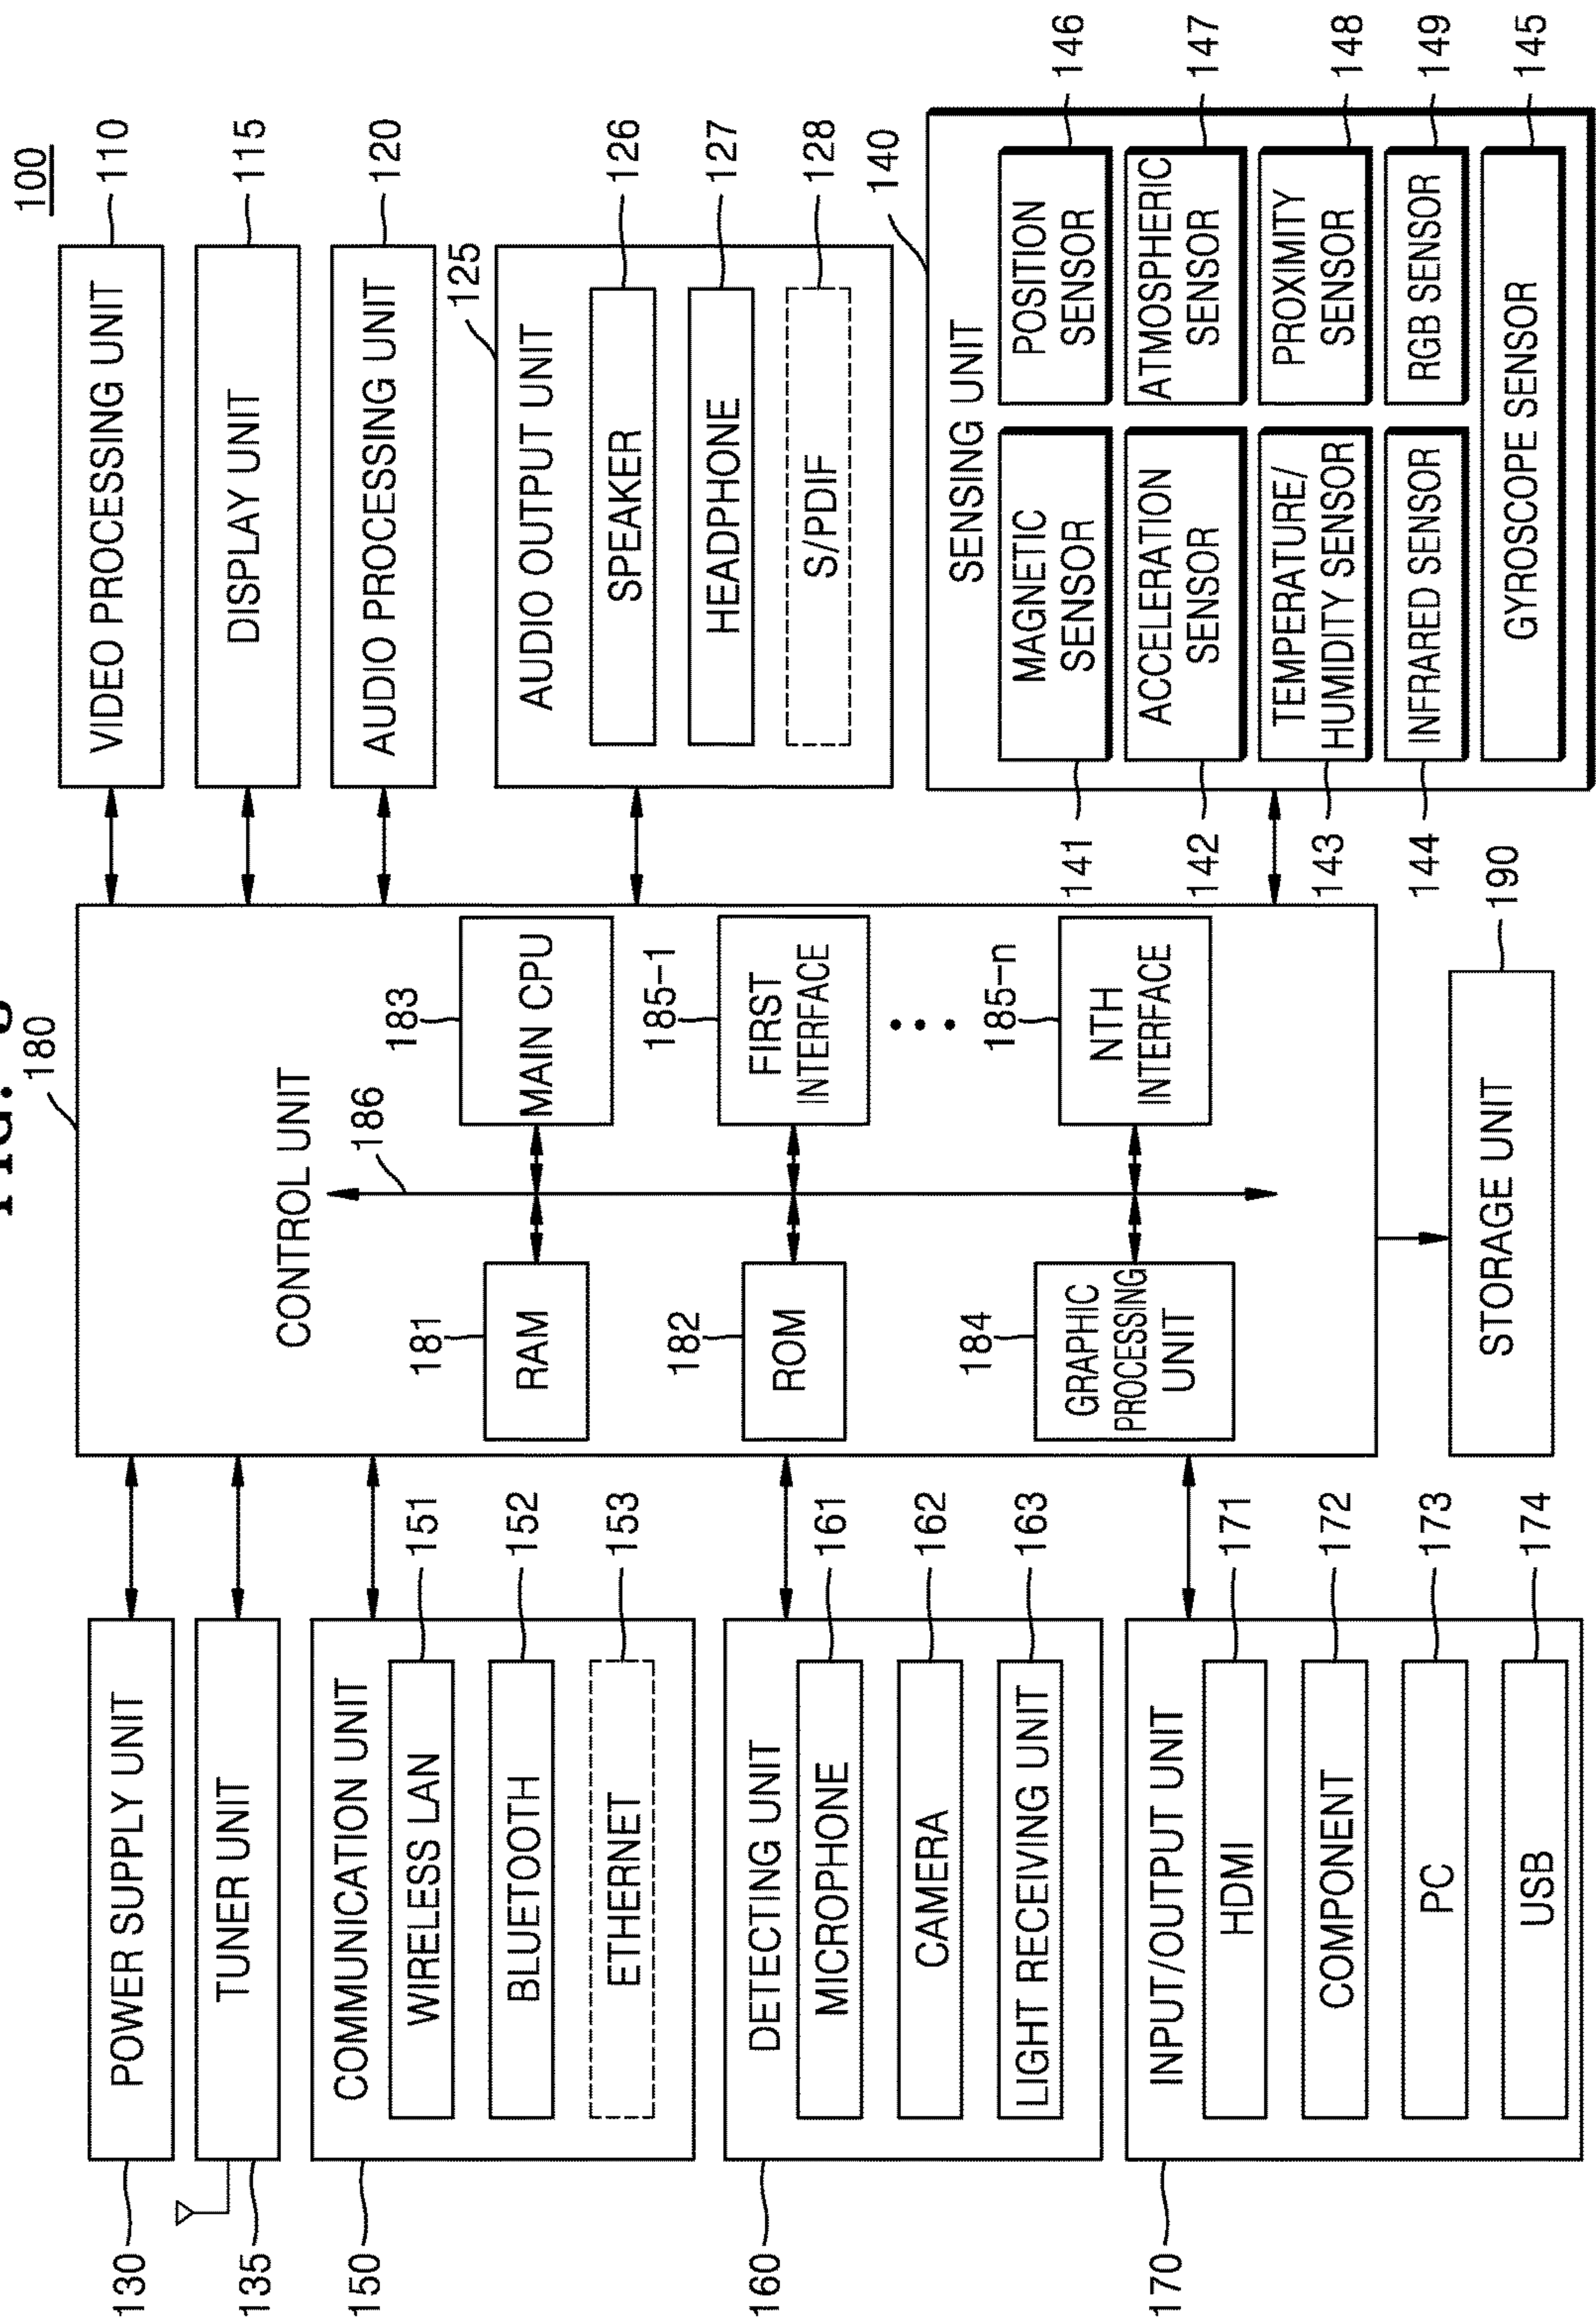 FIG.
100
130
POWER SUPPLY UNIT
135
TUNER UNIT
150
COMMUNICATION UNIT
WIRELESS LAN
151
BLUETOOTH
152
ETHERNET
153
160
DETECTING UNIT
MICROPHONE
161
CAMERA
162
LIGHT RECEIVING UNIT
163
170
INPUT/OUTPUT UNIT
HDMI
171
COMPONENT
172
PC
173
USB
174
180
CONTROL UNIT
186
181
RAM
183
MAIN CPU
182
ROM
185-1
FIRST
INTERFACE
184
GRAPHIC
PROCESSING
UNIT
185-n
NTH
INTERFACE
STORAGE UNIT
190
VIDEO PROCESSING UNIT
110
DISPLAY UNIT
115
AUDIO PROCESSING UNIT
120
125
AUDIO OUTPUT UNIT
SPEAKER
126
HEADPHONE
127
S/PDIF
128
140
SENSING UNIT
141
MAGNETIC
SENSOR
POSITION
SENSOR
146
142
ACCELERATION
SENSOR
ATMOSPHERIC
SENSOR
147
143
TEMPERATURE/
HUMIDITY SENSOR
PROXIMITY
SENSOR
148
144
INFRARED SENSOR
RGB SENSOR
149
GYROSCOPE SENSOR
145